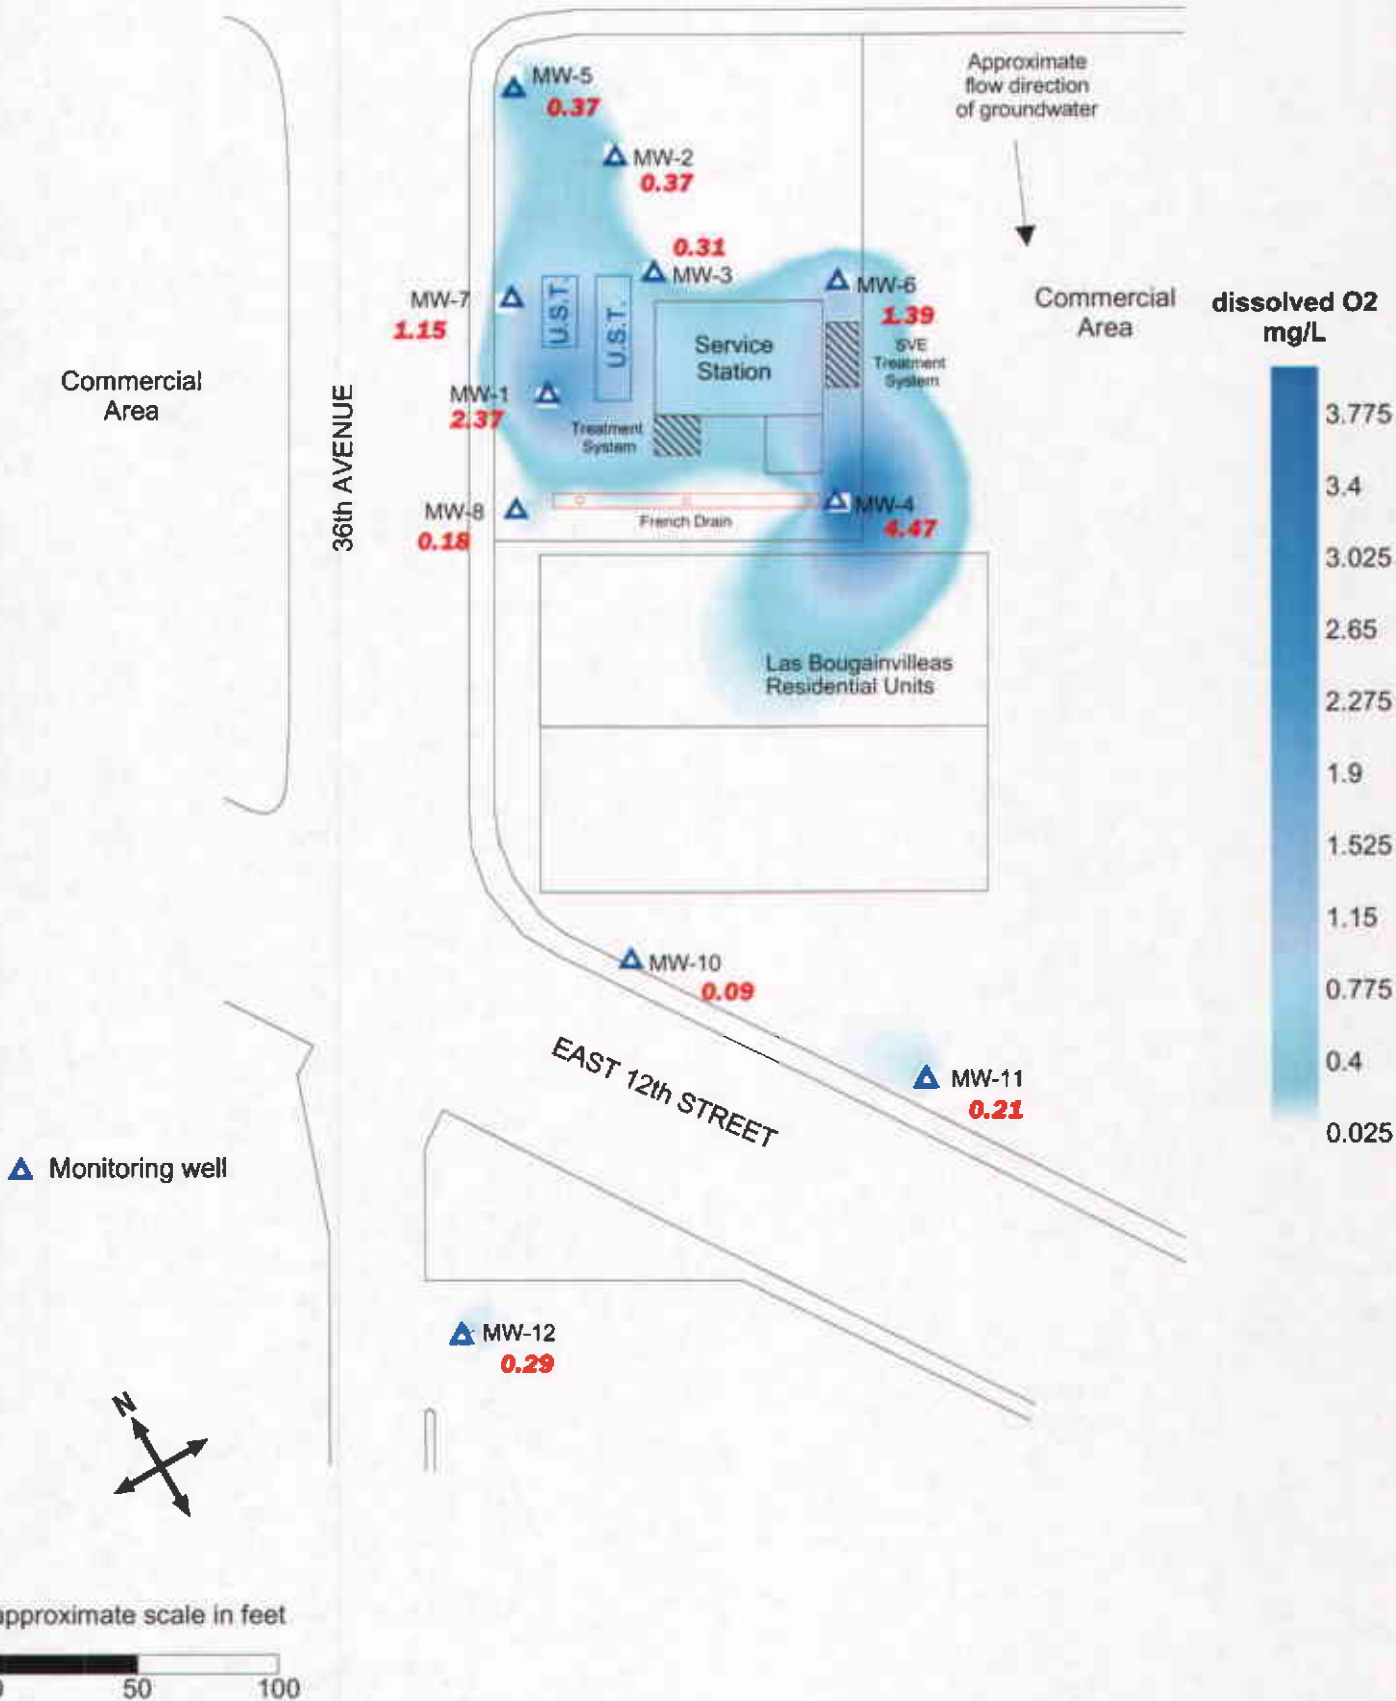 MW-5
0.37
Approximate
flow direction
of groundwater
MW-2
0.37
0.31
MW-3
MW-6
1.39
MW-7
1.15
U.S.T.
U.S.T.
Service
Station
SVE
Treatment
System
Commercial
Area
dissolved O2
mg/L
3.775
3.4
3.025
2.65
2.275
1.9
1.525
1.15
0.775
0.4
0.025
Commercial
Area
36th AVENUE
MW-1
2.37
Treatment
System
MW-8
0.18
French Drain
MW-4
4.47
Las Bougainvilleas
Residential Units
MW-10
0.09
EAST 12th STREET
MW-11
0.21
Monitoring well
MW-12
0.29
N
approximate scale in feet
0 50 100